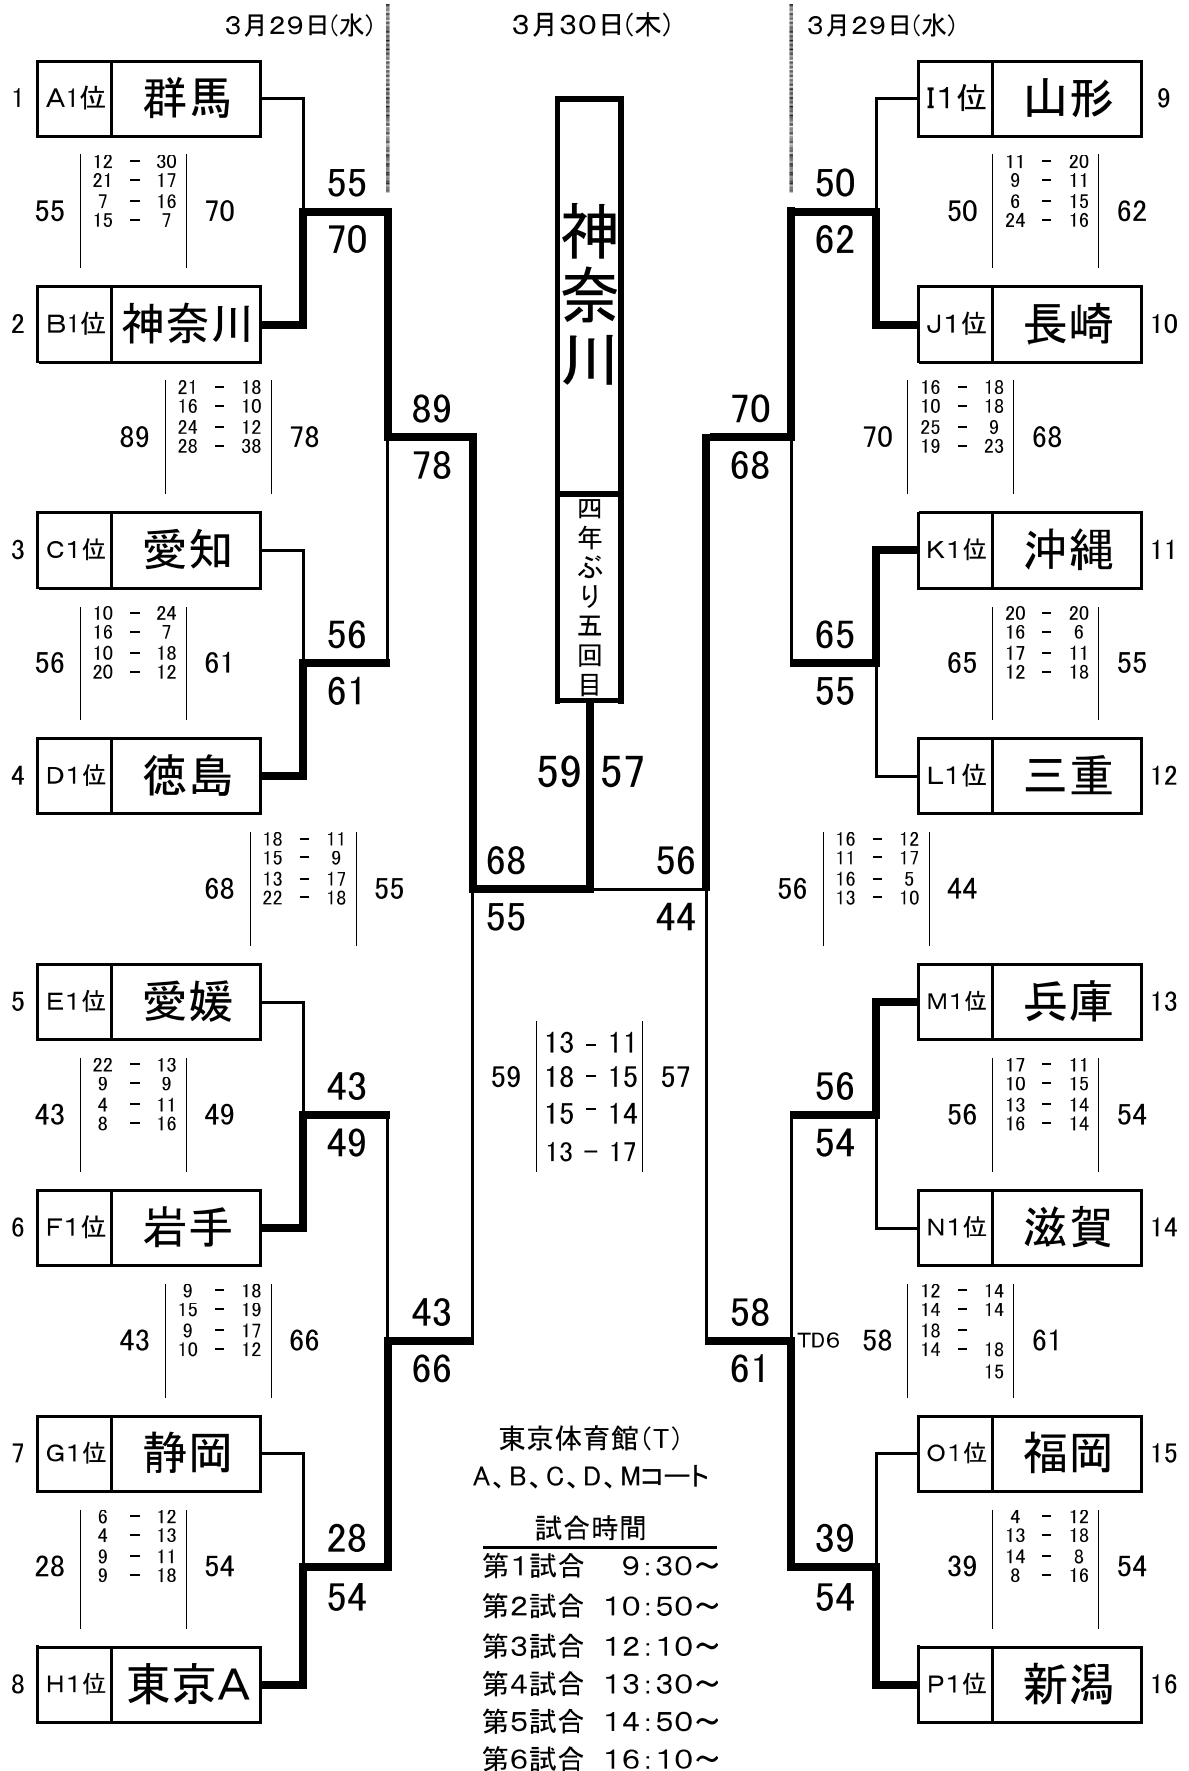 3月29日(水)
3月30日(木)
3月29日(水)
1 A1位 群馬
55 70
12 - 30
21 - 17
7 - 16
15 - 7
55
70
2 B1位 神奈川
89 78
21 - 18
16 - 10
24 - 12
28 - 38
89
78
3 C1位 愛知
56 61
10 - 24
16 - 7
10 - 18
20 - 12
56
61
4 D1位 徳島
68 55
18 - 11
15 - 9
13 - 17
22 - 18
68
55
5 E1位 愛媛
43 49
22 - 13
9 - 9
4 - 11
8 - 16
43
49
6 F1位 岩手
43 66
9 - 18
15 - 19
9 - 17
10 - 12
43
66
7 G1位 静岡
28 54
6 - 12
4 - 13
9 - 11
9 - 18
28
54
8 H1位 東京A
神奈川
四年ぶり五回目
59 57
59 57
13 - 11
18 - 15
15 - 14
13 - 17
東京体育館(T)
A、B、C、D、Mコート
試合時間
第1試合 9:30～
第2試合 10:50～
第3試合 12:10～
第4試合 13:30～
第5試合 14:50～
第6試合 16:10～
I1位 山形 9
50
62
50 62
11 - 20
9 - 11
6 - 15
24 - 16
J1位 長崎 10
70
68
70 68
16 - 18
10 - 18
25 - 9
19 - 23
K1位 沖縄 11
65
55
65 55
20 - 20
16 - 6
17 - 11
12 - 18
L1位 三重 12
56
44
56 44
16 - 12
11 - 17
16 - 5
13 - 10
M1位 兵庫 13
56
54
56 54
17 - 11
10 - 15
13 - 14
16 - 14
N1位 滋賀 14
58
61
TD6 58 61
12 - 14
14 - 14
18 -
14 - 18
15
O1位 福岡 15
39
54
39 54
4 - 12
13 - 18
14 - 8
8 - 16
P1位 新潟 16